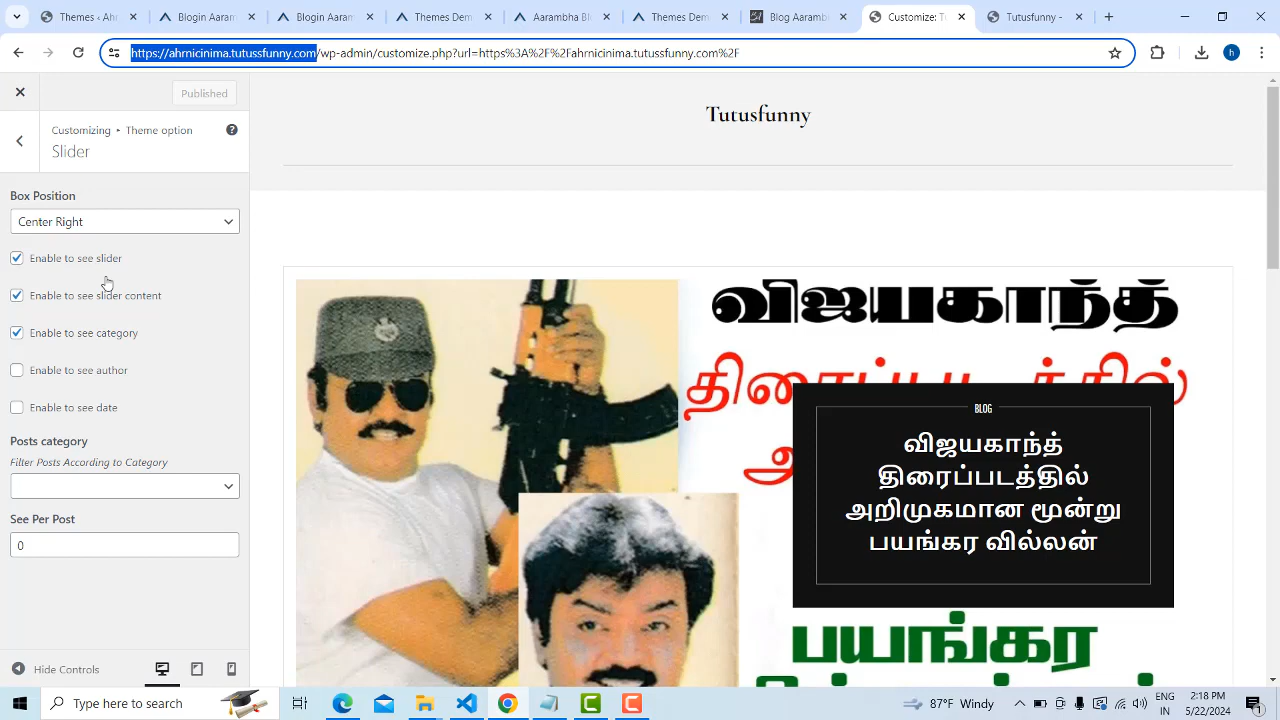 Themes ‹ Ahr
Blogin Aaran
Blogin Aaran
Themes Dem
Aarambha Bl
Themes Dem
Blog Aaramb
Customize: Tu
Tutusfunny -
https://ahrnicinima.tutussfunny.com/wp-admin/customize.php?url=https%3A%2F%2Fahrnicinima.tutussfunny.com%2F
h
Published
Customizing ▸ Theme option
Slider
Box Position
Center Right
Enable to see slider
Enable to see slider content
Enable to see category
Enable to see author
Enable to see date
Posts category
Filter Posts According to Category
See Per Post
0
Hide Controls
Tutusfunny
விஜயகாந்த்
திரைப்படத்தில்
BLOG
விஜயகாந்த்
திரைப்படத்தில்
அறிமுகமான மூன்று
பயங்கர வில்லன்
பயங்கர
Type here to search
87°F Windy
ENG
IN
2:18 PM
5/22/2024